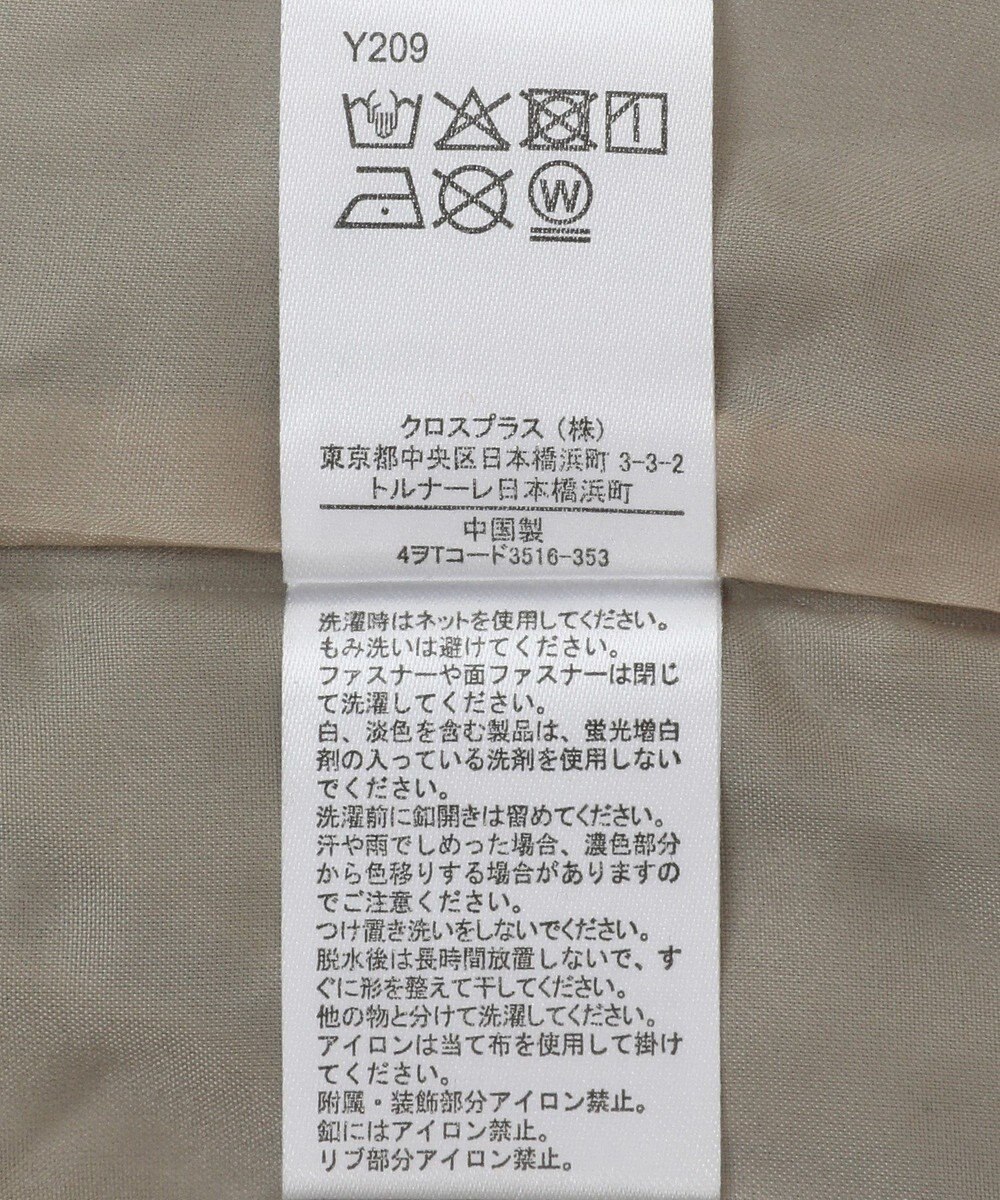 Y209
W
クロスプラス(株)
東京都中央区日本橋浜町 3-3-2
トルナーレ日本橋浜町
中国製
4ヲTコード3516-353
洗濯時はネットを使用してください。
もみ洗いは避けてください。
ファスナーや面ファスナーは閉じ
て洗濯してください。
白、淡色を含む製品は、蛍光増白
剤の入っている洗剤を使用しない
でください。
洗濯前に釦開きは留めてください。
汗や雨でしめった場合、濃色部分
から色移りする場合がありますの
でご注意ください。
つけ置き洗いをしないでください。
脱水後は長時間放置しないで、す
ぐに形を整えて干してください。
他の物と分けて洗濯してください。
アイロンは当て布を使用して掛け
てください。
附属・装飾部分アイロン禁止。
釦にはアイロン禁止。
リブ部分アイロン禁止。